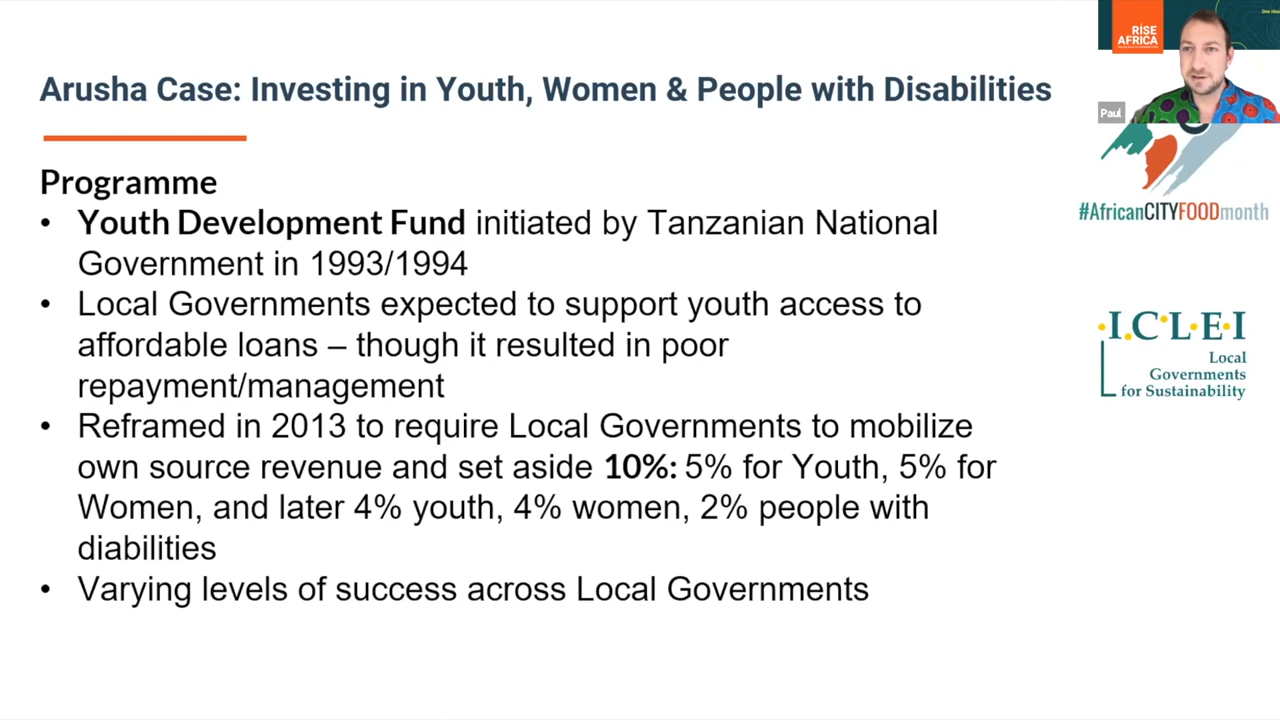 Arusha Case: Investing in Youth, Women & People with Disabilities
Programme
• Youth Development Fund initiated by Tanzanian National
Government in 1993/1994
• Local Governments expected to support youth access to
affordable loans – though it resulted in poor
repayment/management
• Reframed in 2013 to require Local Governments to mobilize
own source revenue and set aside 10%: 5% for Youth, 5% for
Women, and later 4% youth, 4% women, 2% people with
diabilities
• Varying levels of success across Local Governments
RISE
AFRICA
Paul
#AfricanCITYFOODmonth
I.C.L.E.I
Local
Governments
for Sustainability